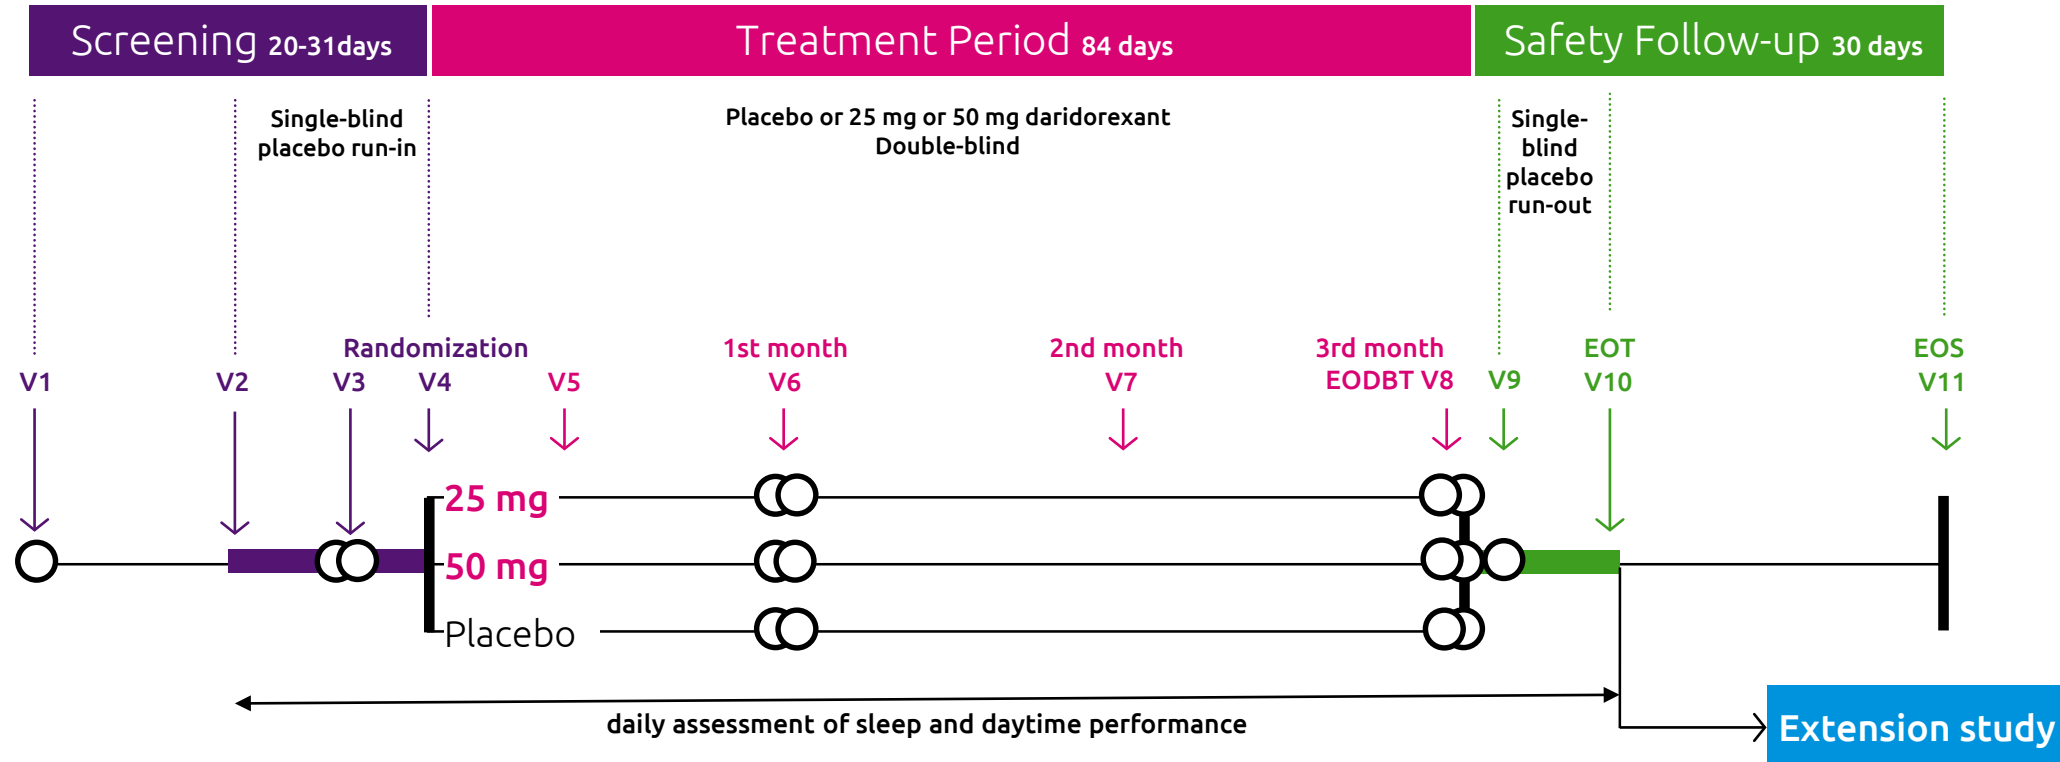 Screening 20-31days
Treatment Period 84 days
Safety Follow-up 30 days
Single-blind
placebo run-in
Placebo or 25 mg or 50 mg daridorexant
Double-blind
Single-
blind
placebo
run-out
Randomization
1st month
2nd month
3rd month
EOT
EOS
V1
V2
V3
V4
V5
V6
V7
EODBT V8
V9
V10
V11
25 mg
50 mg
Placebo
daily assessment of sleep and daytime performance
Extension study